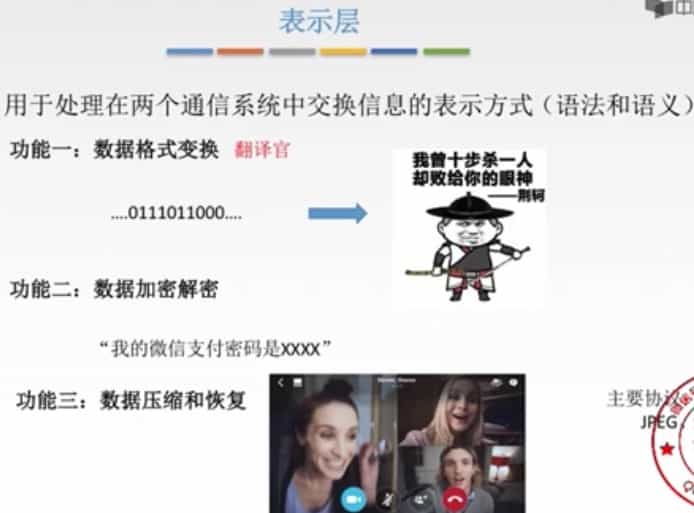 表示层
用于处理在两个通信系统中交换信息的表示方式（语法和语义）
功能一：数据格式变换 翻译官
....0111011000....
我曾十步杀一人
却败给你的眼神
——荆轲
功能二：数据加密解密
“我的微信支付密码是XXXX”
功能三：数据压缩和恢复
主要协议
JPEG、